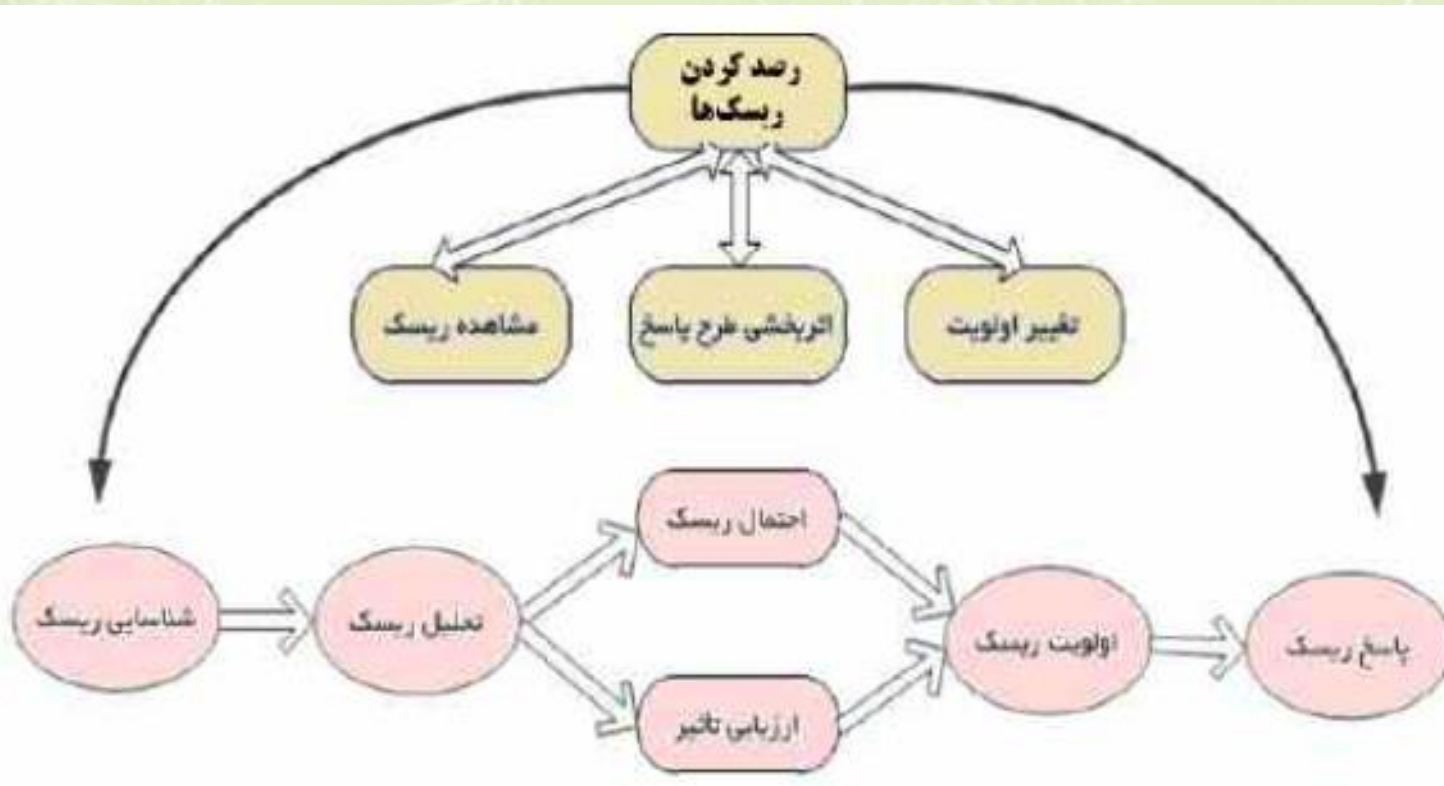 رصد کردن
ریسک‌ها
مشاهده ریسک
اثربخشی طرح پاسخ
تغییر اولویت
احتمال ریسک
شناسایی ریسک
تحلیل ریسک
اولویت ریسک
پاسخ ریسک
ارزیابی تأثیر